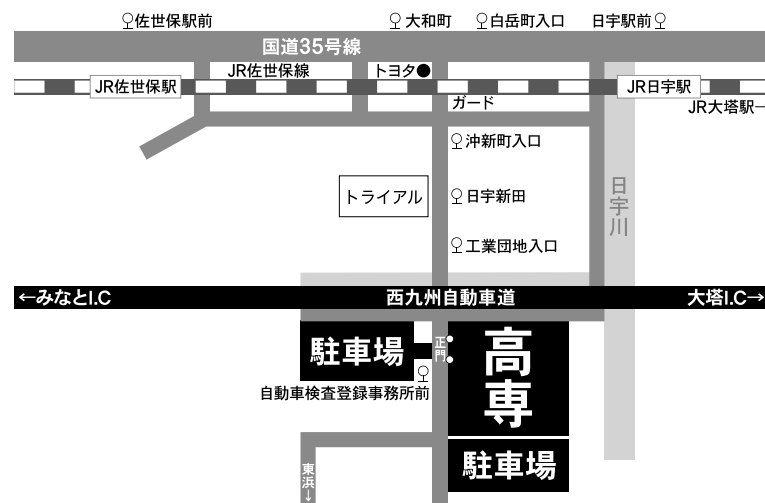 佐世保駅前
大和町
白岳町入口
日宇駅前
国道35号線
JR佐世保線
トヨタ
JR佐世保駅
JR日宇駅
ガード
JR大塔駅
沖新町入口
トライアル
日宇新田
日宇川
工業団地入口
←みなとI.C
西九州自動車道
大塔I.C→
駐車場
正門
高専
自動車検査登録事務所前
駐車場
東浜↓